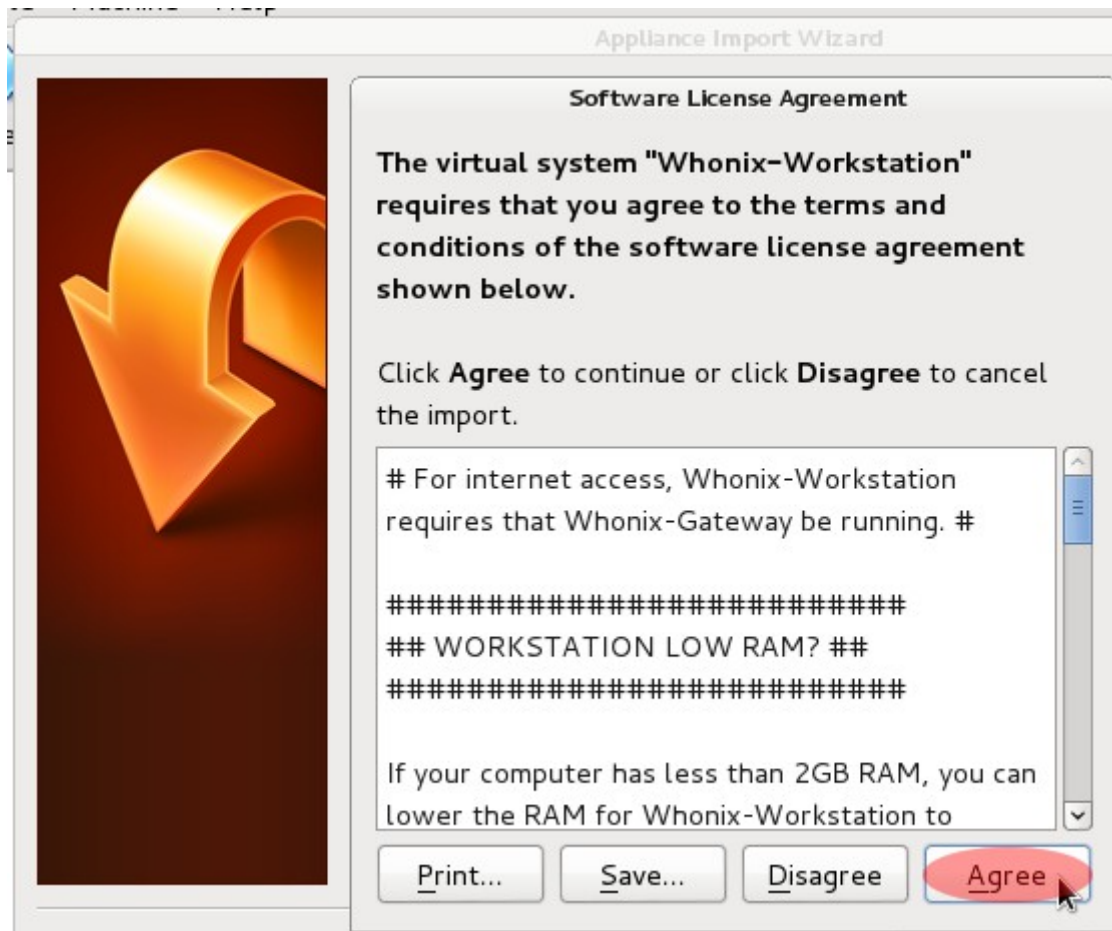 Appliance Import Wizard
Software License Agreement
The virtual system "Whonix-Workstation"
requires that you agree to the terms and
conditions of the software license agreement
shown below.
Click Agree to continue or click Disagree to cancel
the import.
# For internet access, Whonix-Workstation
requires that Whonix-Gateway be running. #
##########################
## WORKSTATION LOW RAM? ##
##########################
If your computer has less than 2GB RAM, you can
lower the RAM for Whonix-Workstation to
Print...
Save...
Disagree
Agree